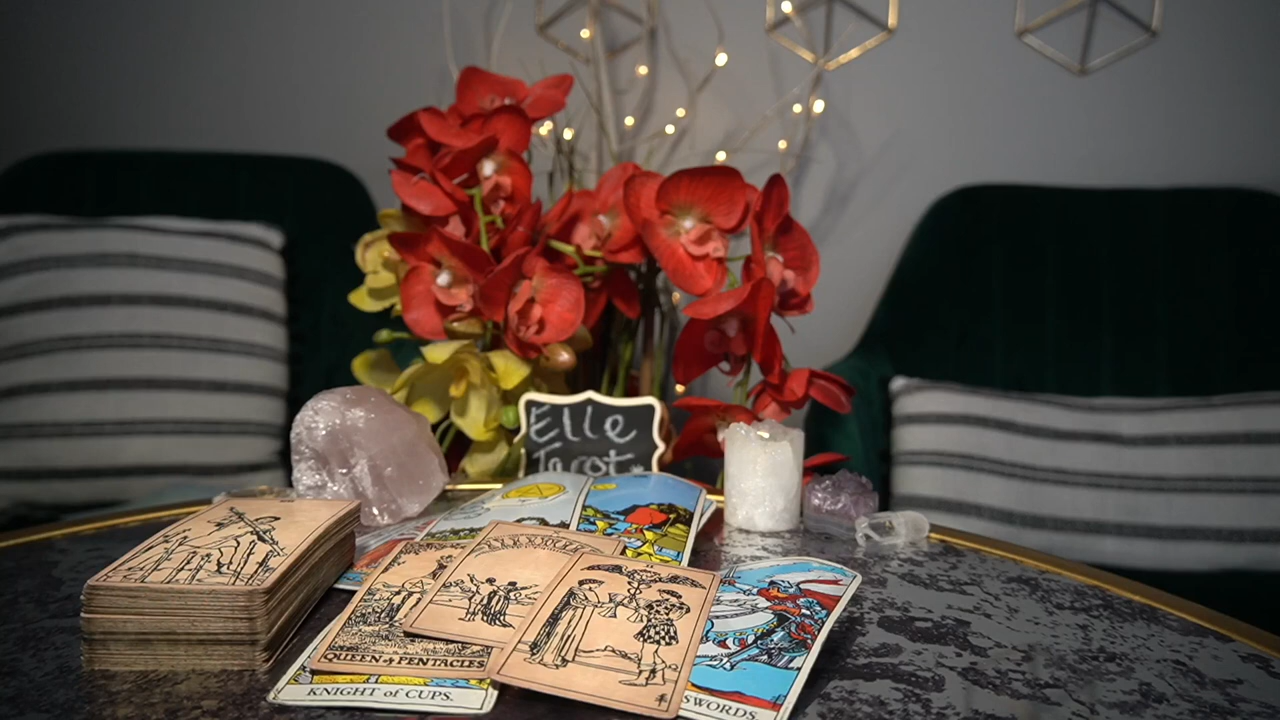 Elle
Tarot
QUEEN of PENTACLES
KNIGHT of CUPS.
SWORDS.